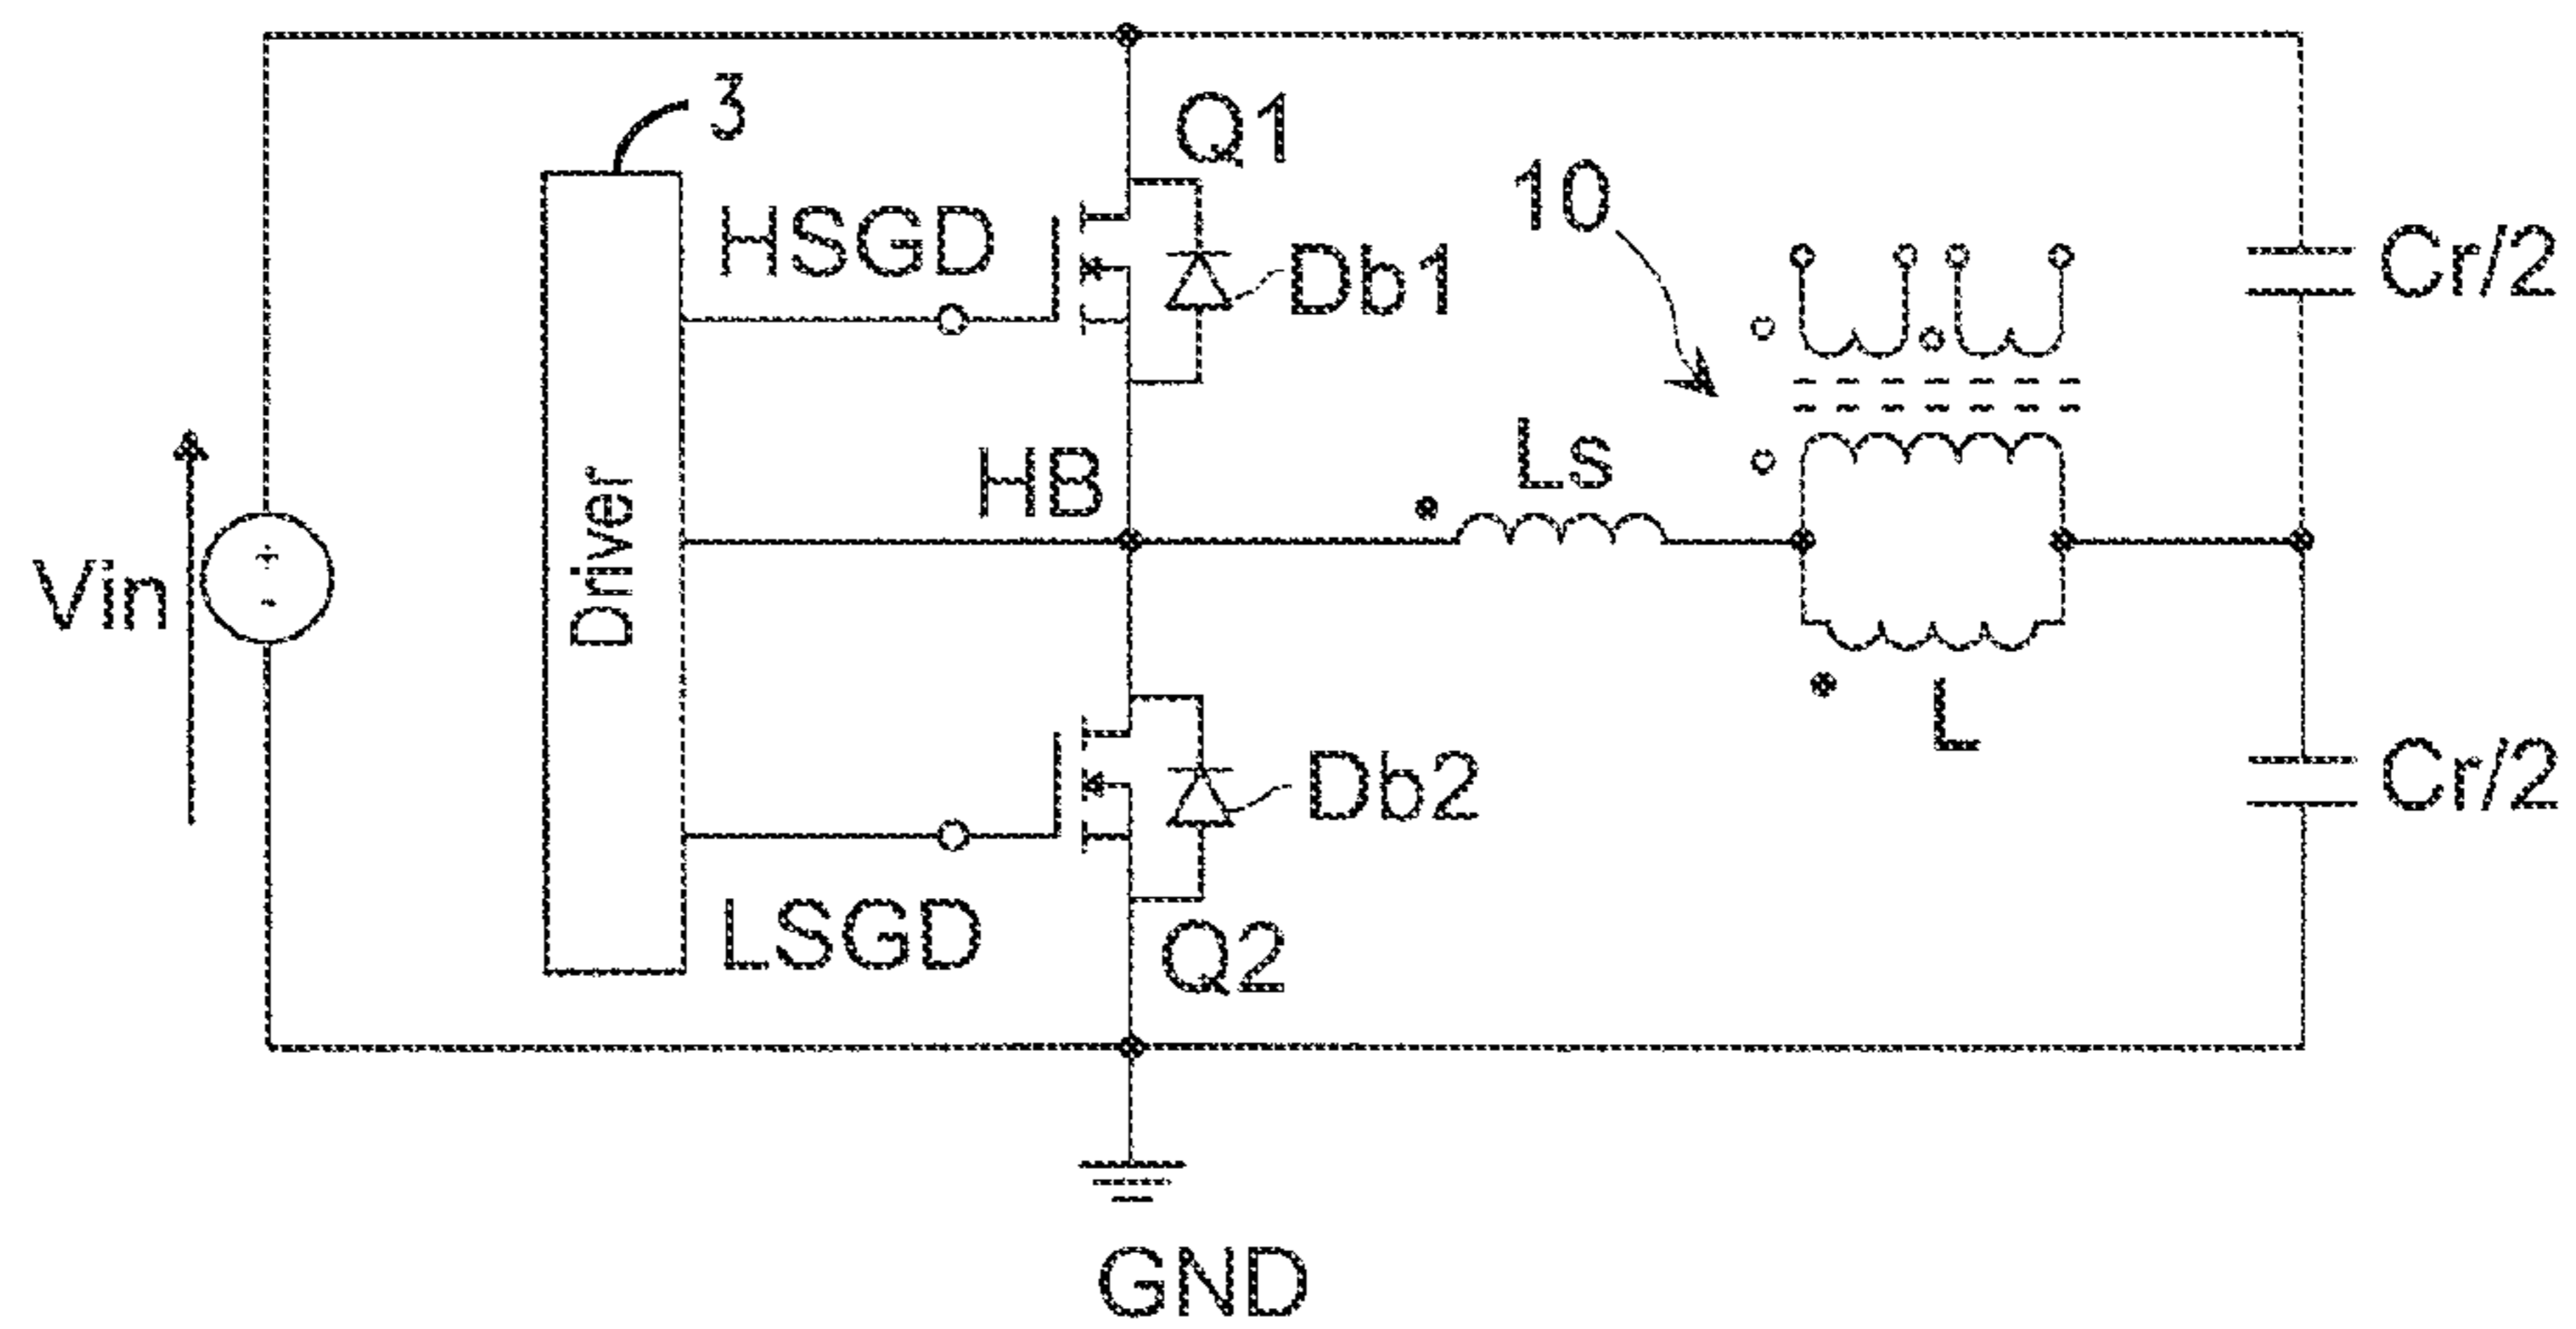 3
Q1
HSGD
10
Db1
Cr/2
HB
Ls
Vin
+
-
Driver
L
Db2
Cr/2
LSGD
Q2
GND